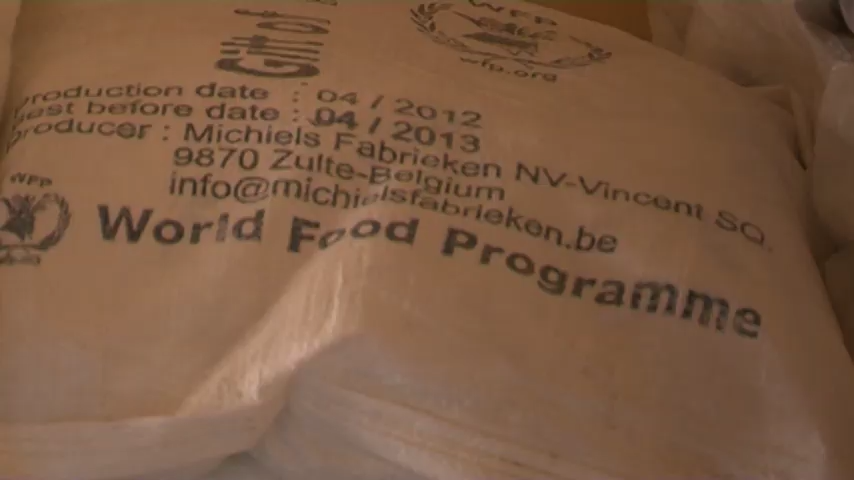 Gift of
WFP
wfp.org
production date : 04 / 2012
Best before date : 04 / 2013
producer : Michiels Fabrieken NV-Vincent SQ.
9870 Zulte-Belgium
info@michielsfabrieken.be
WFP
World Food Programme